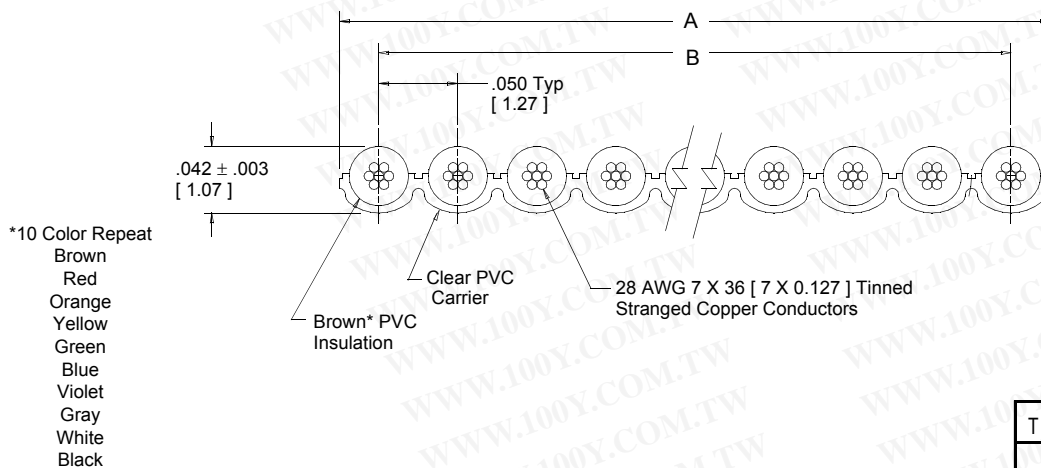 A
B
.050 Typ
[ 1.27 ]
.042 ± .003
[ 1.07 ]
*10 Color Repeat
Brown
Red
Orange
Yellow
Green
Blue
Violet
Gray
White
Black
Clear PVC
Carrier
Brown* PVC
Insulation
28 AWG 7 X 36 [ 7 X 0.127 ] Tinned
Stranged Copper Conductors
T
WWW.100Y.COM.TW